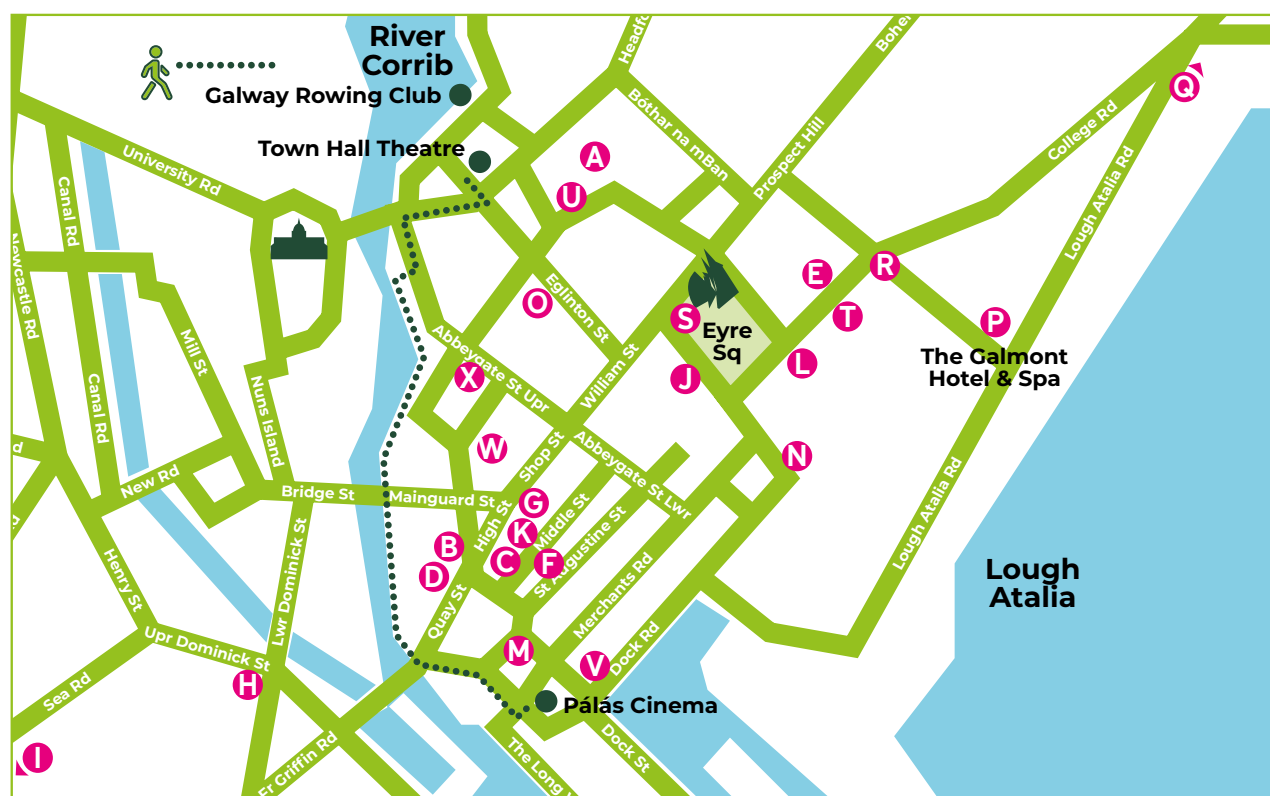 River
Corrib
Galway Rowing Club
Town Hall Theatre
Headf
Boher
Bóthar na mBan
Prospect Hill
College Rd
Lough Atalia Rd
Q
A
U
University Rd
Canal Rd
Newcastle Rd
Mill St
Canal Rd
Nuns Island
Eglinton St
O
E
R
T
S
Eyre
Sq
P
The Galmont
Hotel & Spa
L
J
Abbeygate St Upr
X
William St
W
Shop St
Abbeygate St Lwr
N
d
New Rd
Bridge St
Mainguard St
G
High St
K
Middle St
C
F
St Augustine St
B
D
Lough Atalia Rd
Lough
Atalia
Henry St
Lwr Dominick St
Quay St
Merchants Rd
Upr Dominick St
M
V
Dock Rd
H
Sea Rd
Pálás Cinema
I
Fr Griffin Rd
The Long
Dock St